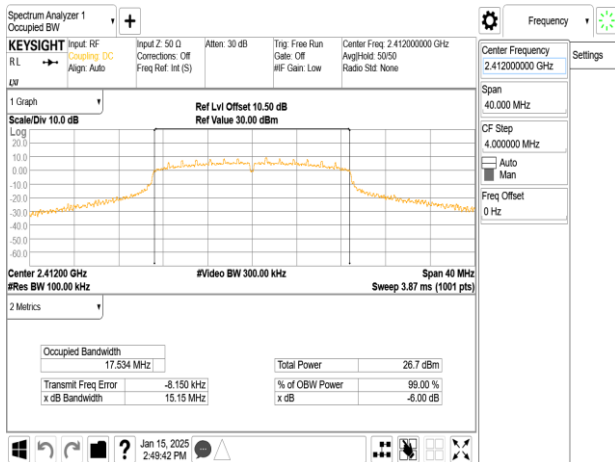 Spectrum Analyzer 1
Occupied BW
Frequency
KEYSIGHT
Input: RF
Coupling: DC
Align: Auto
Input Z: 50 Ω
Corrections: Off
Freq Ref: Int (S)
Atten: 30 dB
Trig: Free Run
Gate: Off
#IF Gain: Low
Center Freq: 2.412000000 GHz
Avg|Hold: 50/50
Radio Std: None
RL
LXI
Center Frequency
2.412000000 GHz
Settings
Span
40.000 MHz
CF Step
4.000000 MHz
Auto
Man
Freq Offset
0 Hz
1 Graph
Scale/Div 10.0 dB
Ref Lvl Offset 10.50 dB
Ref Value 30.00 dBm
Log
20.0
10.0
0.00
-10.0
-20.0
-30.0
-40.0
-50.0
-60.0
Center 2.41200 GHz
#Video BW 300.00 kHz
Span 40 MHz
#Res BW 100.00 kHz
Sweep 3.87 ms (1001 pts)
2 Metrics
Occupied Bandwidth
17.534 MHz
Total Power 26.7 dBm
Transmit Freq Error -8.150 kHz
% of OBW Power 99.00 %
x dB Bandwidth 15.15 MHz
x dB -6.00 dB
?
Jan 15, 2025
2:49:42 PM